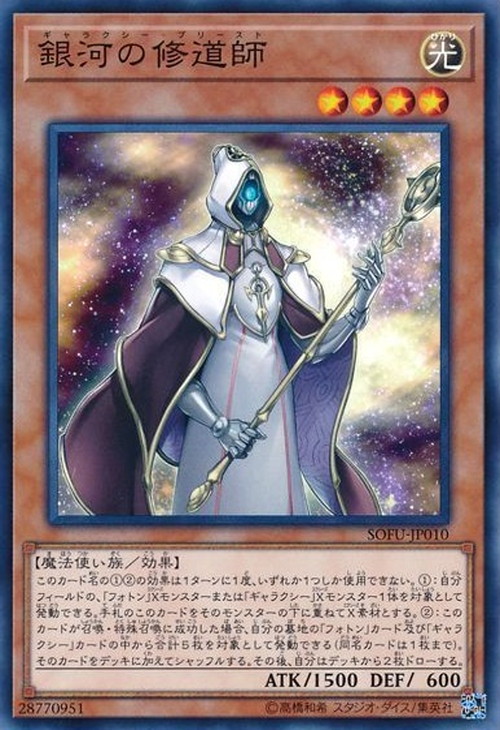 ギャラクシー プリースト
銀河の修道師
ひかり
光
SOFU-JP010
【魔法使い族／効果】
このカード名の①②の効果は1ターンに1度、いずれか1つしか使用できない。①：自分
フィールドの、「フォトン」Xモンスターまたは「ギャラクシー」Xモンスター1体を対象として
発動できる。手札のこのカードをそのモンスターの下に重ねてX素材とする。②：この
カードが召喚・特殊召喚に成功した場合、自分の墓地の「フォトン」カード及び「ギャラ
クシー」カードの中から合計5枚を対象として発動できる（同名カードは1枚まで）。
そのカードをデッキに加えてシャッフルする。その後、自分はデッキから2枚ドローする。
ATK/1500 DEF/ 600
28770951
©高橋和希 スタジオ・ダイス/集英社